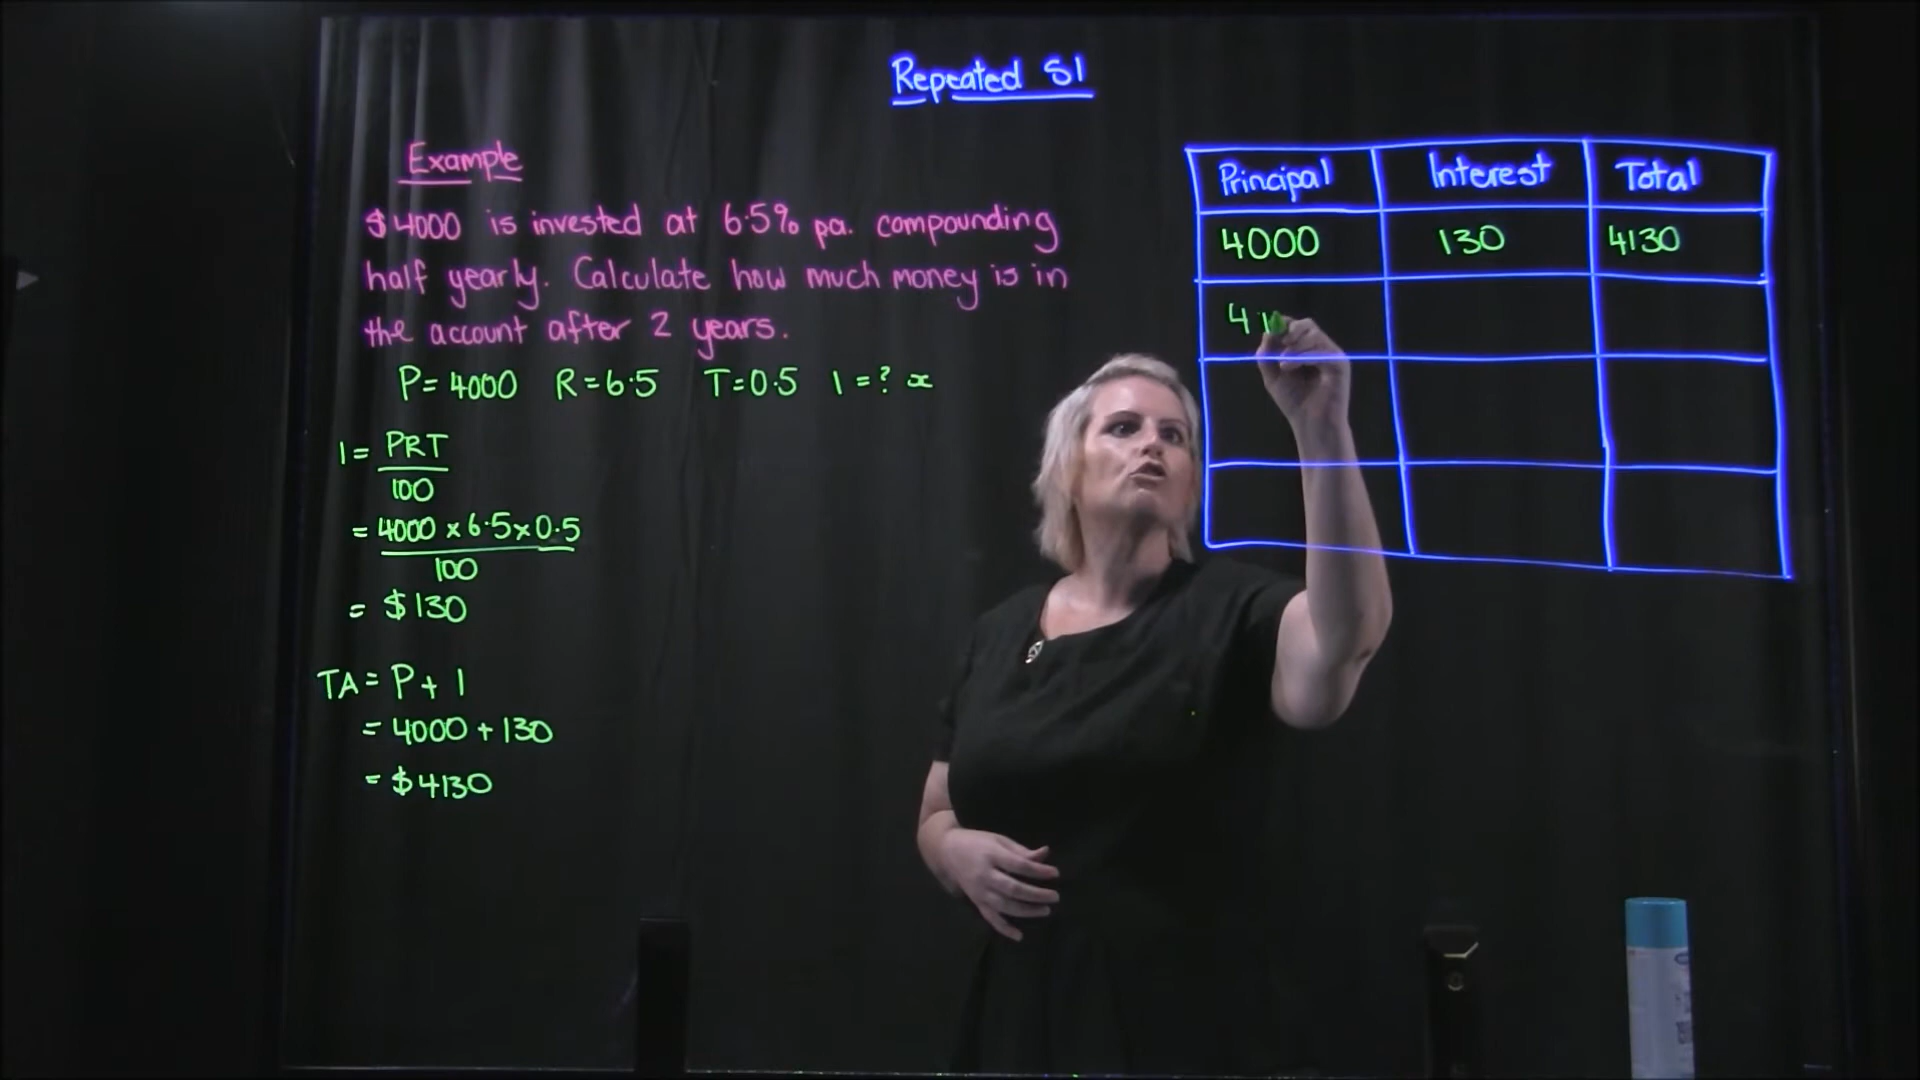 Repeated SI
Example
$4000 is invested at 6.5% pa. compounding
half yearly. Calculate how much money is in
the account after 2 years.
P = 4000 R = 6.5 T = 0.5 I = ? x
I = PRT
100
= 4000 x 6.5 x 0.5
100
= $130
TA = P + I
= 4000 + 130
= $4130
Principal Interest Total
4000 130 4130
41